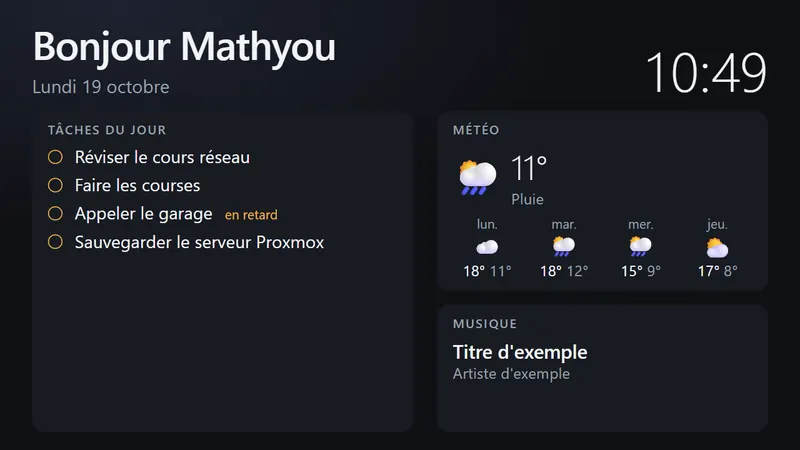 Bonjour Mathyou
Lundi 19 octobre
10:49
TÂCHES DU JOUR
Réviser le cours réseau
Faire les courses
Appeler le garage en retard
Sauvegarder le serveur Proxmox
MÉTÉO
11°
Pluie
lun. mar. mer. jeu.
18° 11° 18° 12° 15° 9° 17° 8°
MUSIQUE
Titre d'exemple
Artiste d'exemple